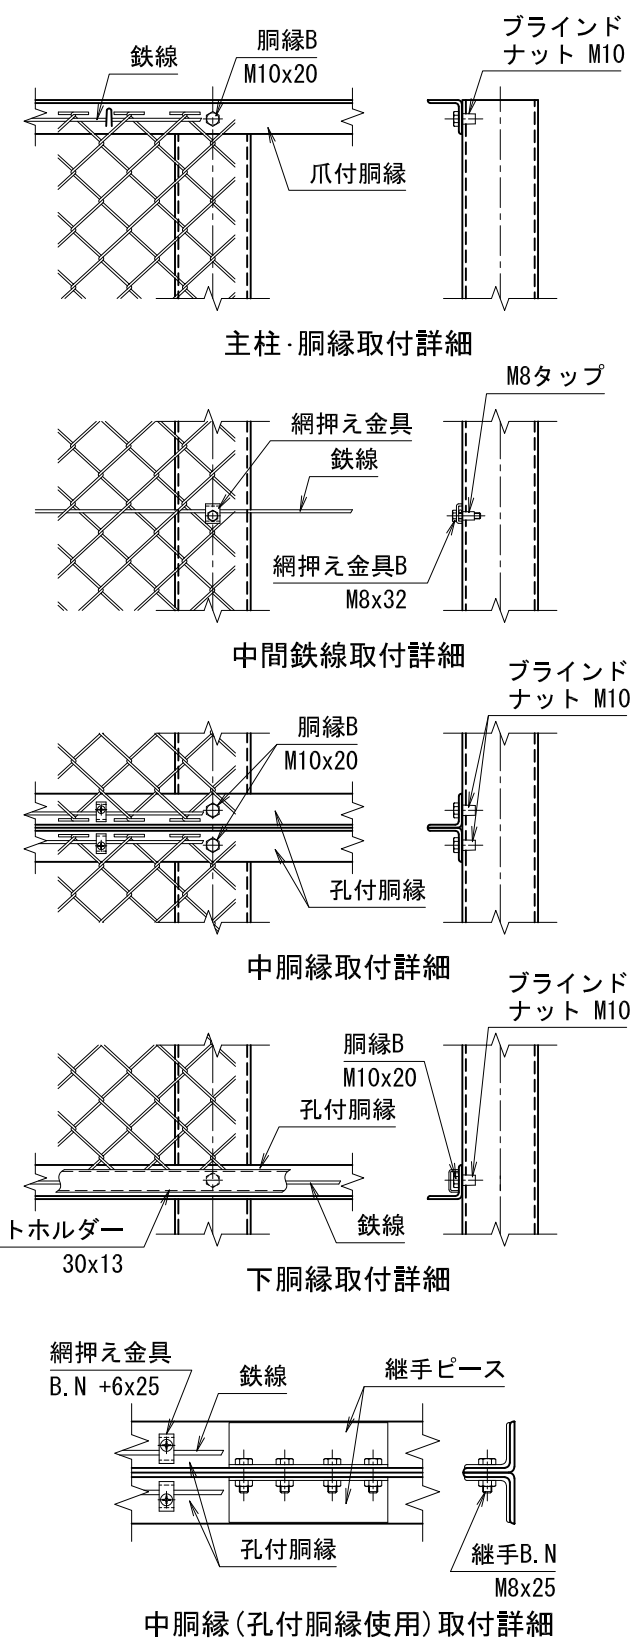 胴縁B
M10x20
鉄線
ブラインド
ナット M10
爪付胴縁
主柱・胴縁取付詳細
M8タップ
網押え金具
鉄線
網押え金具B
M8x32
中間鉄線取付詳細
ブラインド
ナット M10
胴縁B
M10x20
孔付胴縁
中胴縁取付詳細
ブラインド
ナット M10
胴縁B
M10x20
孔付胴縁
トホルダー
30x13
鉄線
下胴縁取付詳細
網押え金具
B.N +6x25
鉄線
継手ピース
孔付胴縁
継手B.N
M8x25
中胴縁(孔付胴縁使用)取付詳細